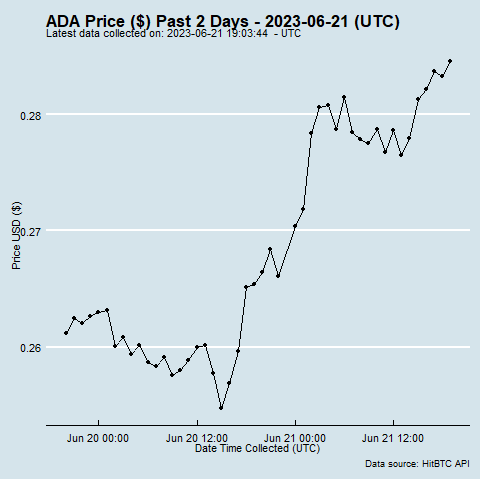 ADA Price ($) Past 2 Days - 2023-06-21 (UTC)
Latest data collected on: 2023-06-21 19:03:44  - UTC
0.28
0.27
0.26
Price USD ($)
Jun 20 00:00
Jun 20 12:00
Jun 21 00:00
Jun 21 12:00
Date Time Collected (UTC)
Data source: HitBTC API